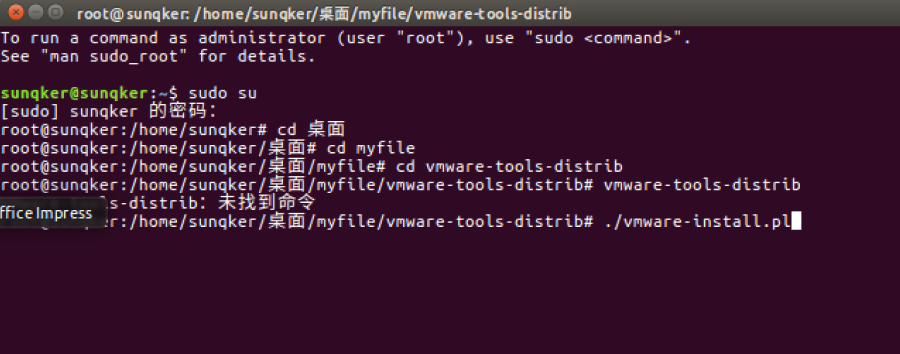 root@sunqker: /home/sunqker/桌面/myfile/vmware-tools-distrib
To run a command as administrator (user "root"), use "sudo <command>".
See "man sudo_root" for details.
sunqker@sunqker:~$ sudo su
[sudo] sunqker 的密码：
root@sunqker:/home/sunqker# cd 桌面
root@sunqker:/home/sunqker/桌面# cd myfile
root@sunqker:/home/sunqker/桌面/myfile# cd vmware-tools-distrib
root@sunqker:/home/sunqker/桌面/myfile/vmware-tools-distrib# vmware-tools-distrib
ls-distrib：未找到命令
ffice Impress
ker:/home/sunqker/桌面/myfile/vmware-tools-distrib# ./vmware-install.pl